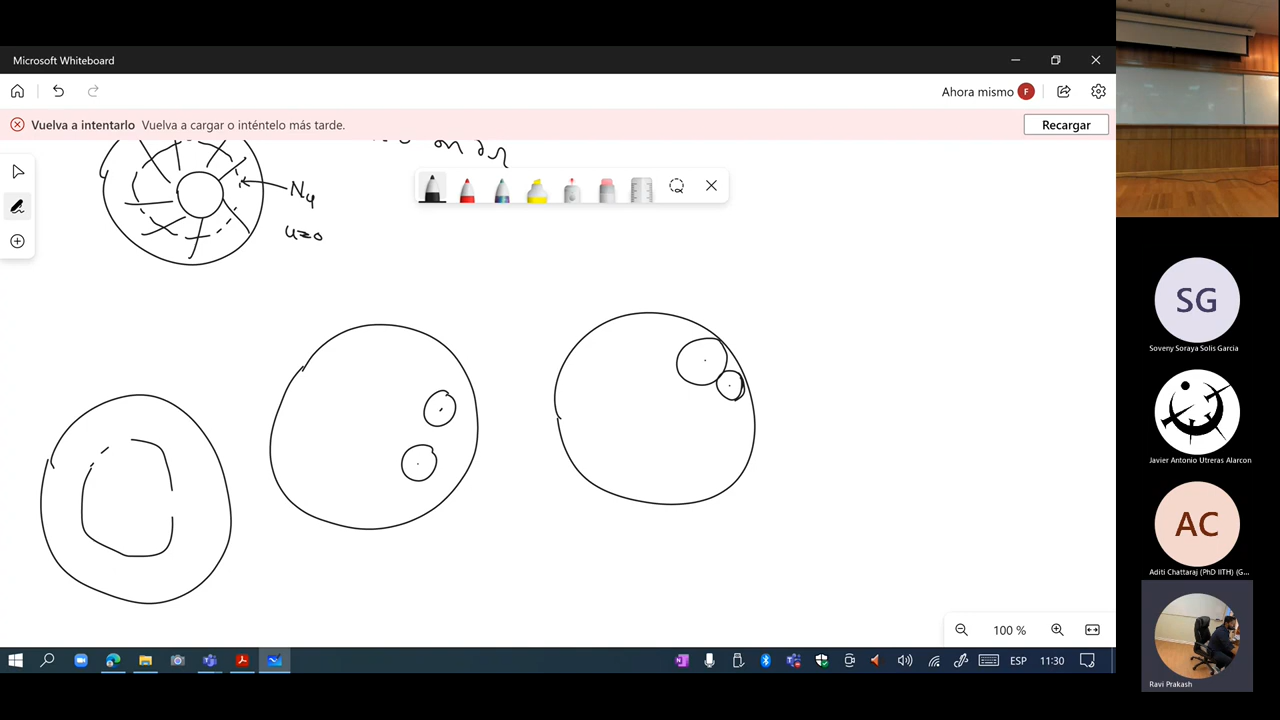 Microsoft Whiteboard
Ahora mismo F
Vuelva a intentarlo Vuelva a cargar o inténtelo más tarde.
Recargar
on ∂Ω
N4
u=0
100 %
ESP 11:30
SG
Soveny Soraya Solis Garcia
Javier Antonio Utreras Alarcon
AC
Aditi Chattaraj (PhD IITH) (G...
Ravi Prakash